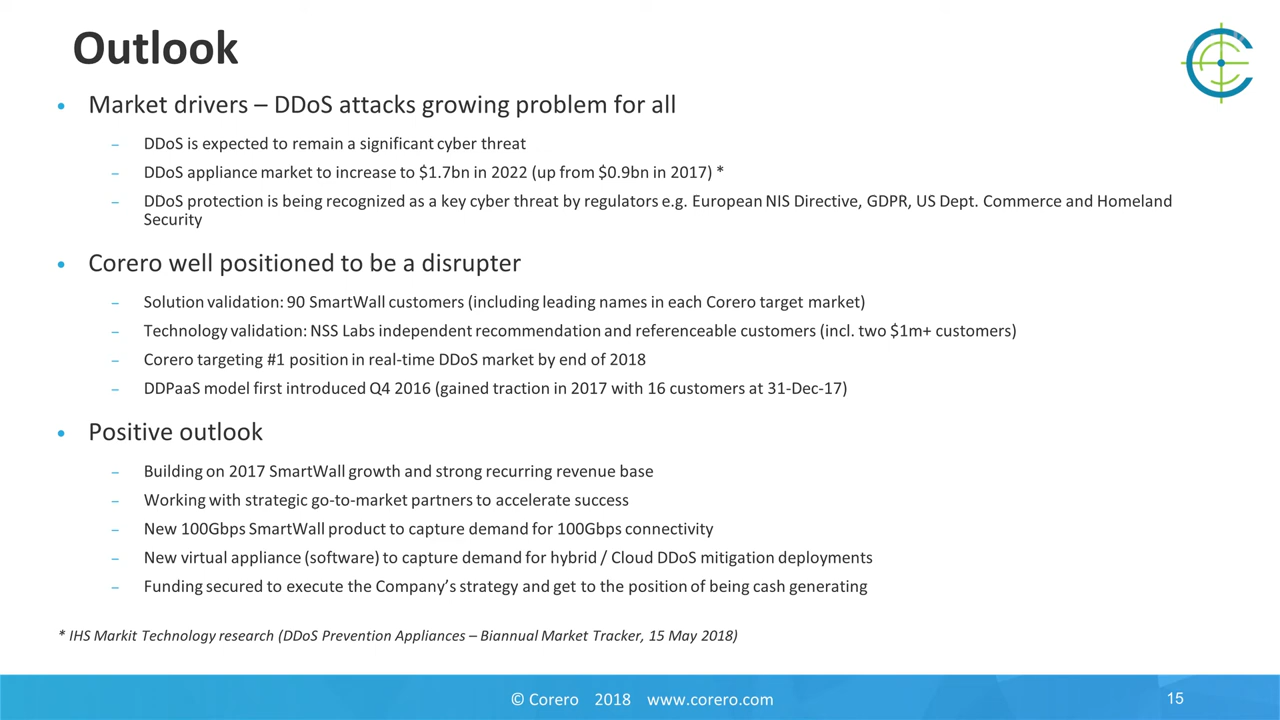 Outlook
• Market drivers – DDoS attacks growing problem for all
– DDoS is expected to remain a significant cyber threat
– DDoS appliance market to increase to $1.7bn in 2022 (up from $0.9bn in 2017) *
– DDoS protection is being recognized as a key cyber threat by regulators e.g. European NIS Directive, GDPR, US Dept. Commerce and Homeland
Security
• Corero well positioned to be a disrupter
– Solution validation: 90 SmartWall customers (including leading names in each Corero target market)
– Technology validation: NSS Labs independent recommendation and referenceable customers (incl. two $1m+ customers)
– Corero targeting #1 position in real-time DDoS market by end of 2018
– DDPaaS model first introduced Q4 2016 (gained traction in 2017 with 16 customers at 31-Dec-17)
• Positive outlook
– Building on 2017 SmartWall growth and strong recurring revenue base
– Working with strategic go-to-market partners to accelerate success
– New 100Gbps SmartWall product to capture demand for 100Gbps connectivity
– New virtual appliance (software) to capture demand for hybrid / Cloud DDoS mitigation deployments
– Funding secured to execute the Company’s strategy and get to the position of being cash generating
* IHS Markit Technology research (DDoS Prevention Appliances – Biannual Market Tracker, 15 May 2018)
© Corero 2018 www.corero.com
15